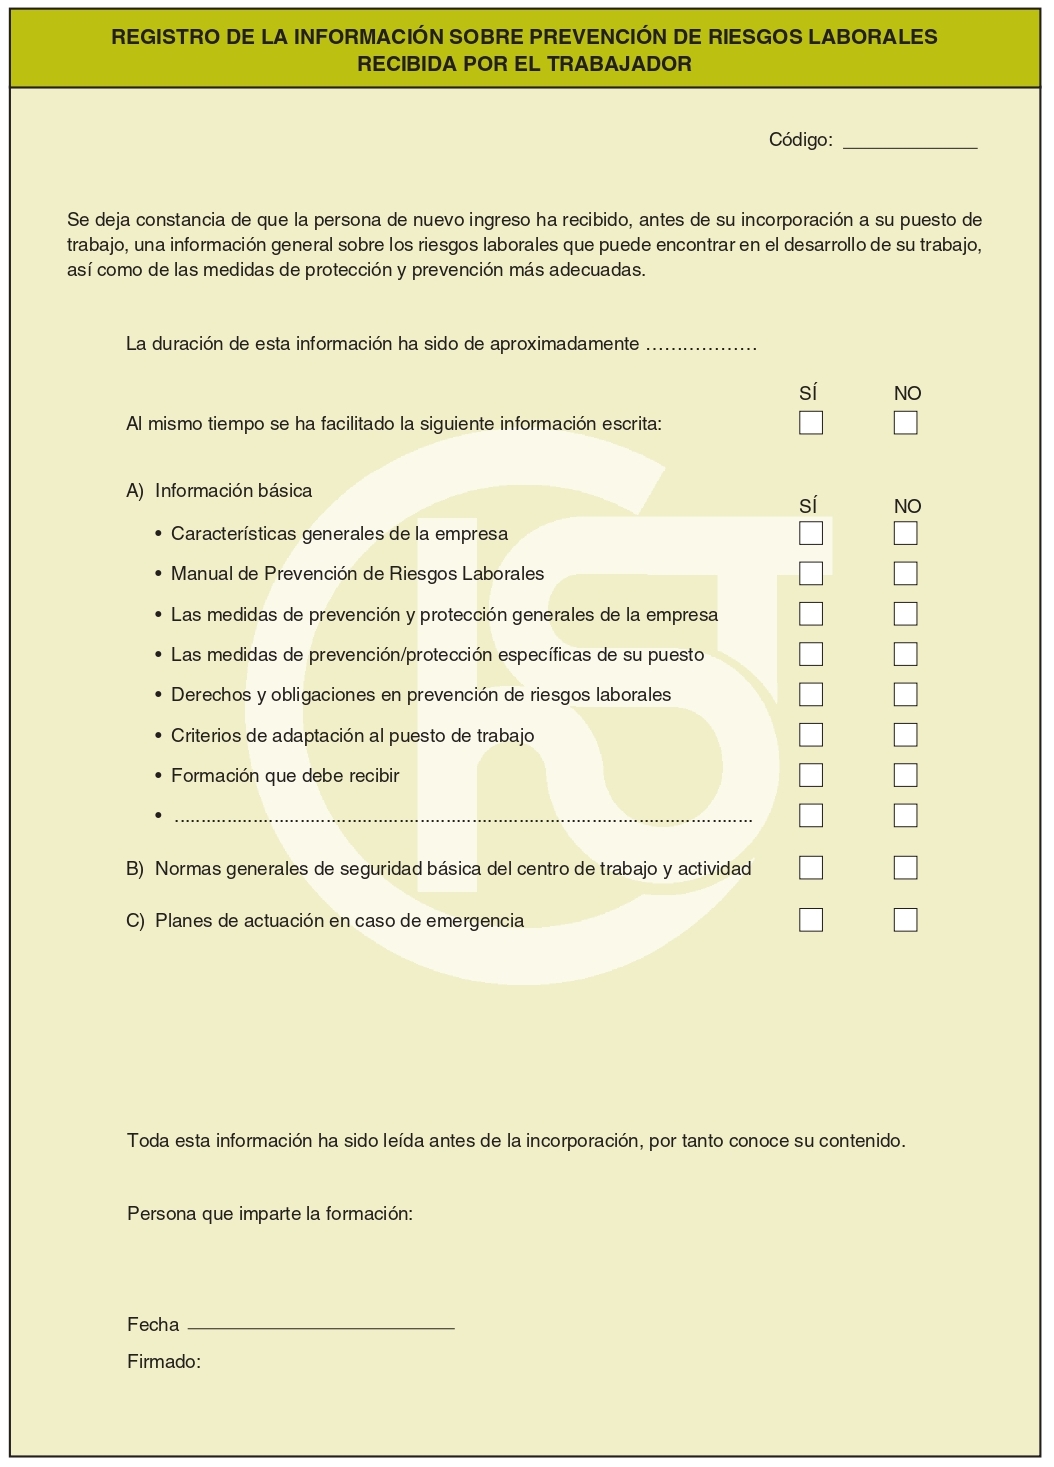 REGISTRO DE LA INFORMACIÓN SOBRE PREVENCIÓN DE RIESGOS LABORALES
RECIBIDA POR EL TRABAJADOR
Código: _____________
Se deja constancia de que la persona de nuevo ingreso ha recibido, antes de su incorporación a su puesto de
trabajo, una información general sobre los riesgos laborales que puede encontrar en el desarrollo de su trabajo,
así como de las medidas de protección y prevención más adecuadas.
La duración de esta información ha sido de aproximadamente ..................
SÍ NO
Al mismo tiempo se ha facilitado la siguiente información escrita:
A) Información básica
SÍ NO
• Características generales de la empresa
• Manual de Prevención de Riesgos Laborales
• Las medidas de prevención y protección generales de la empresa
• Las medidas de prevención/protección específicas de su puesto
• Derechos y obligaciones en prevención de riesgos laborales
• Criterios de adaptación al puesto de trabajo
• Formación que debe recibir
• ................................................................................................................
B) Normas generales de seguridad básica del centro de trabajo y actividad
C) Planes de actuación en caso de emergencia
Toda esta información ha sido leída antes de la incorporación, por tanto conoce su contenido.
Persona que imparte la formación:
Fecha __________________________
Firmado: